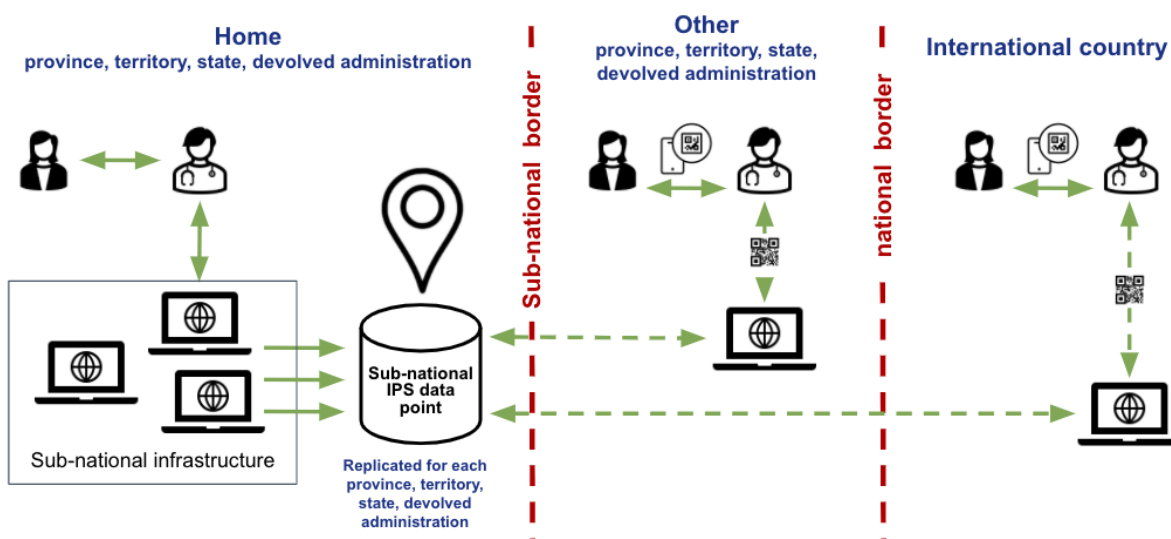 Home
province, territory, state, devolved administration
Other
province, territory, state,
devolved administration
International country
Sub-national border
national border
Sub-national
IPS data
point
Sub-national infrastructure
Replicated for each
province, territory,
state, devolved
administration